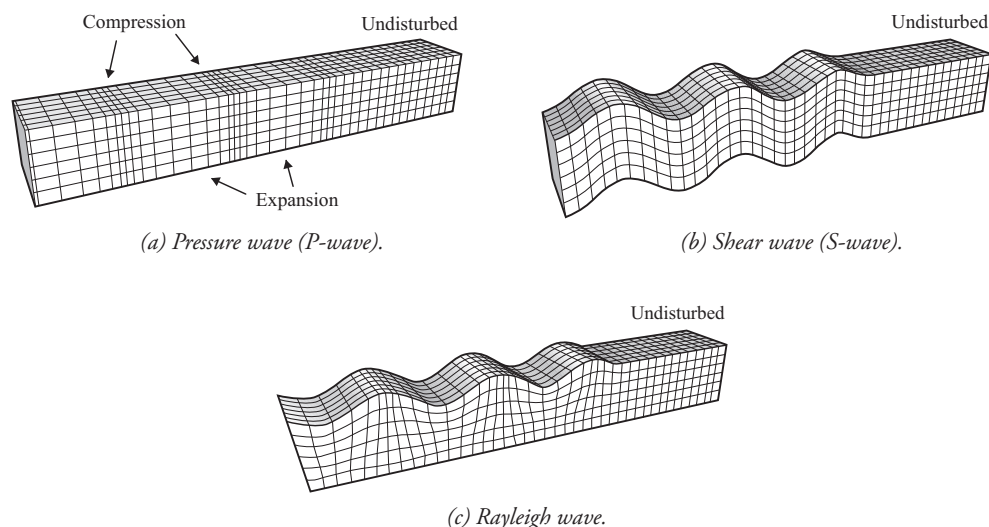 Compression
Undisturbed
Expansion
(a) Pressure wave (P-wave).
Undisturbed
(b) Shear wave (S-wave).
Undisturbed
(c) Rayleigh wave.